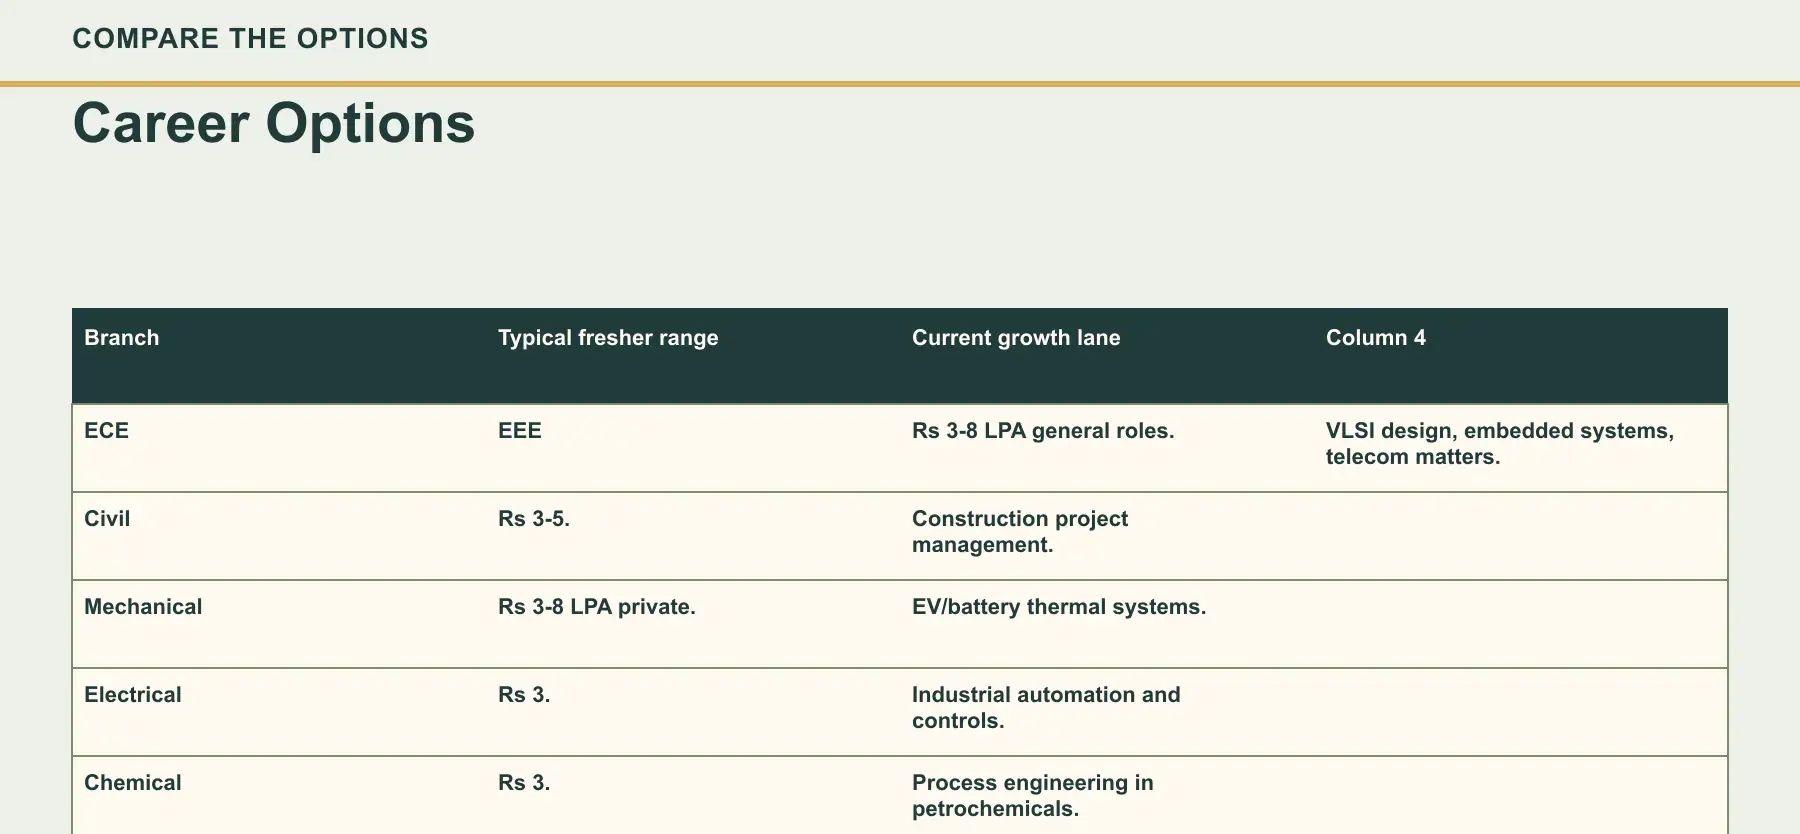 COMPARE THE OPTIONS
Career Options
Branch
Typical fresher range
Current growth lane
Column 4
ECE
EEE
Rs 3-8 LPA general roles.
VLSI design, embedded systems,
telecom matters.
Civil
Rs 3-5.
Construction project
management.
Mechanical
Rs 3-8 LPA private.
EV/battery thermal systems.
Electrical
Rs 3.
Industrial automation and
controls.
Chemical
Rs 3.
Process engineering in
petrochemicals.